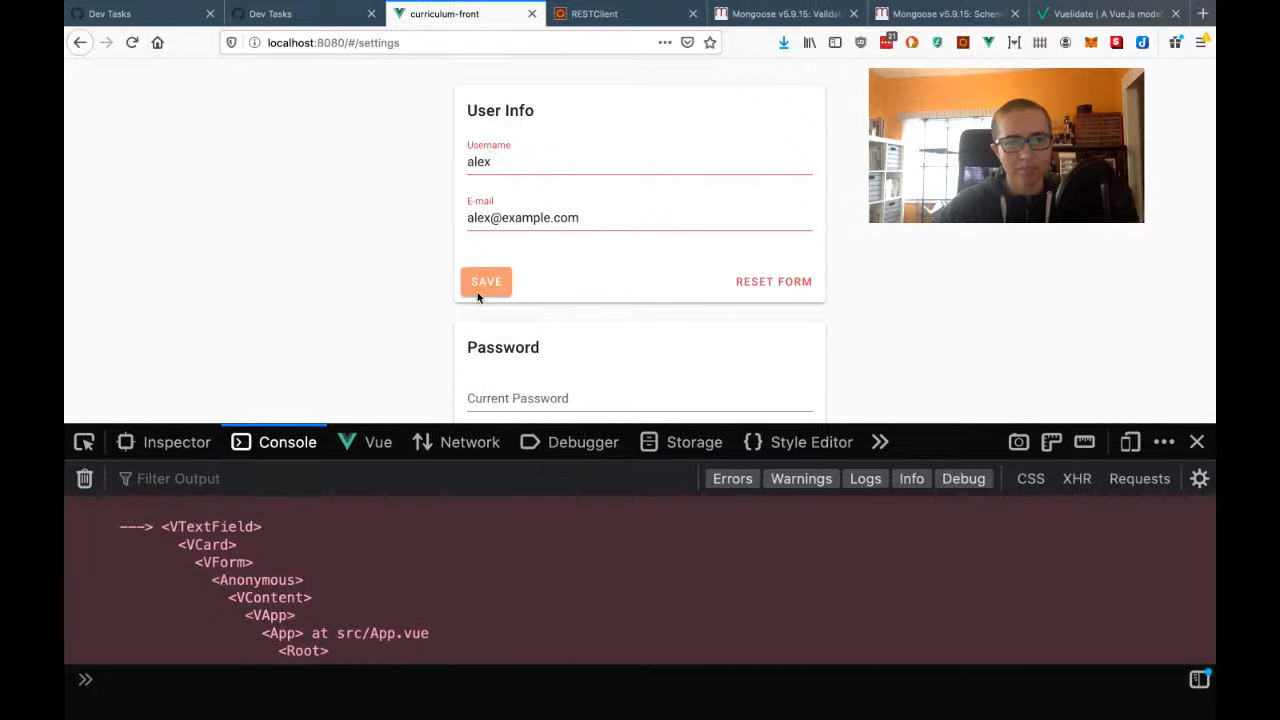 Dev Tasks
Dev Tasks
curriculum-front
RESTClient
Mongoose v5.9.15: Validat
Mongoose v5.9.15: Schem
Vuelidate | A Vue.js model
localhost:8080/#/settings
21
User Info
Username
alex
E-mail
alex@example.com
SAVE
RESET FORM
Password
Current Password
Inspector
Console
Vue
Network
Debugger
Storage
Style Editor
Filter Output
Errors
Warnings
Logs
Info
Debug
CSS
XHR
Requests
---> <VTextField>
<VCard>
<VForm>
<Anonymous>
<VContent>
<VApp>
<App> at src/App.vue
<Root>